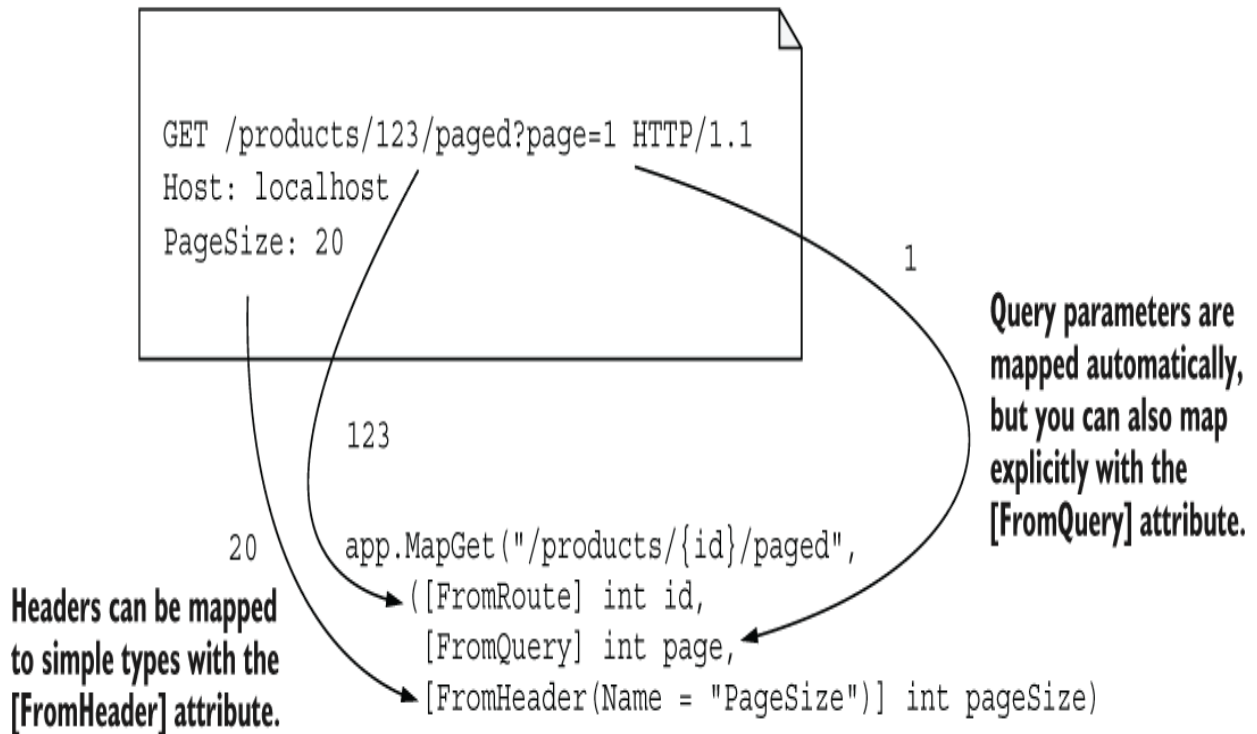 GET /products/123/paged?page=1 HTTP/1.1
Host: localhost
PageSize: 20
1
Query parameters are
mapped automatically,
but you can also map
explicitly with the
[FromQuery] attribute.
123
20
app.MapGet("/products/{id}/paged",
([FromRoute] int id,
[FromQuery] int page,
[FromHeader(Name = "PageSize")] int pageSize)
Headers can be mapped
to simple types with the
[FromHeader] attribute.